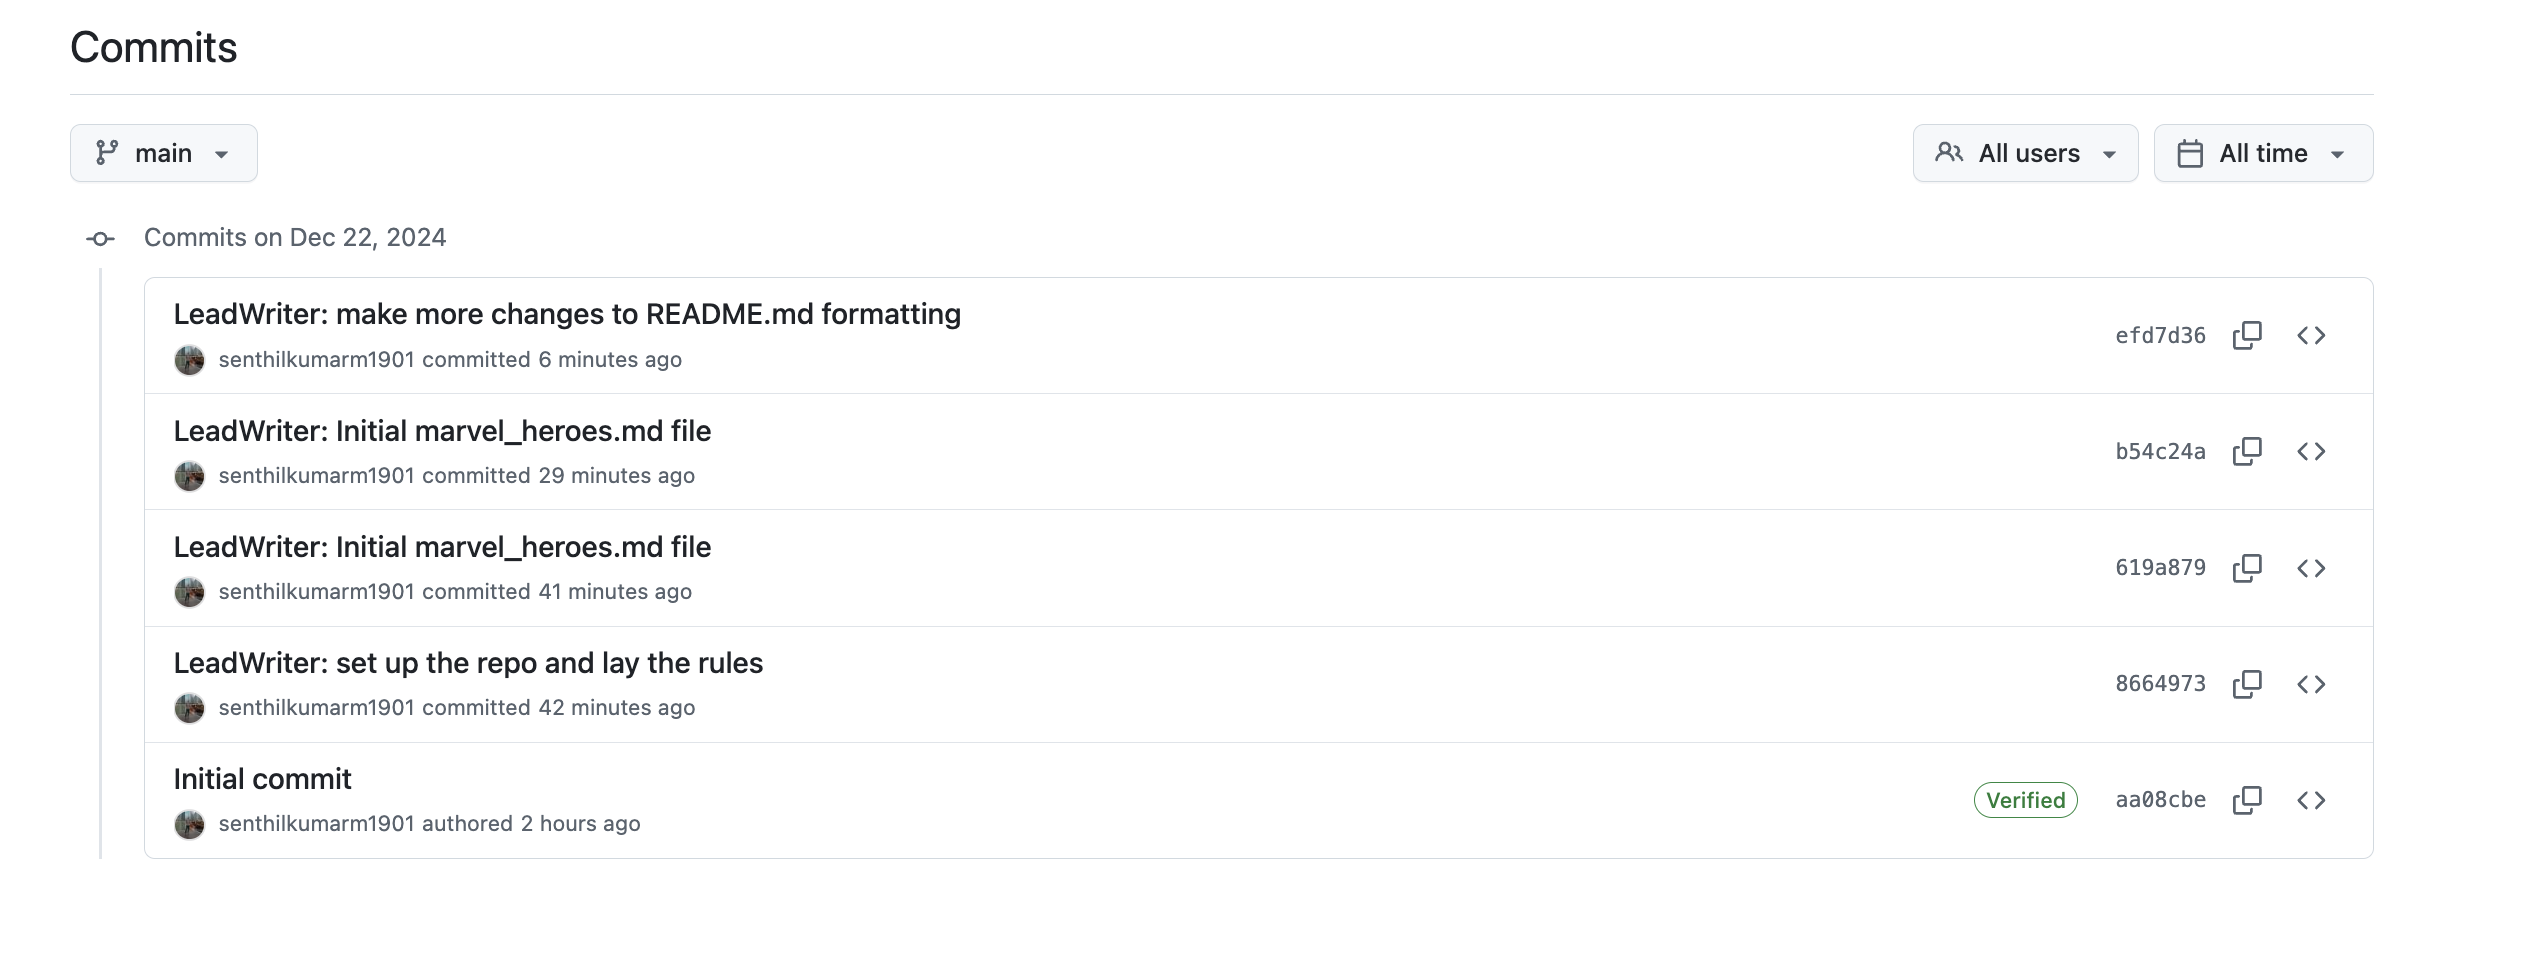 Commits
main
All users
All time
Commits on Dec 22, 2024
LeadWriter: make more changes to README.md formatting
senthilkumarm1901 committed 6 minutes ago
efd7d36
LeadWriter: Initial marvel_heroes.md file
senthilkumarm1901 committed 29 minutes ago
b54c24a
LeadWriter: Initial marvel_heroes.md file
senthilkumarm1901 committed 41 minutes ago
619a879
LeadWriter: set up the repo and lay the rules
senthilkumarm1901 committed 42 minutes ago
8664973
Initial commit
senthilkumarm1901 authored 2 hours ago
Verified
aa08cbe